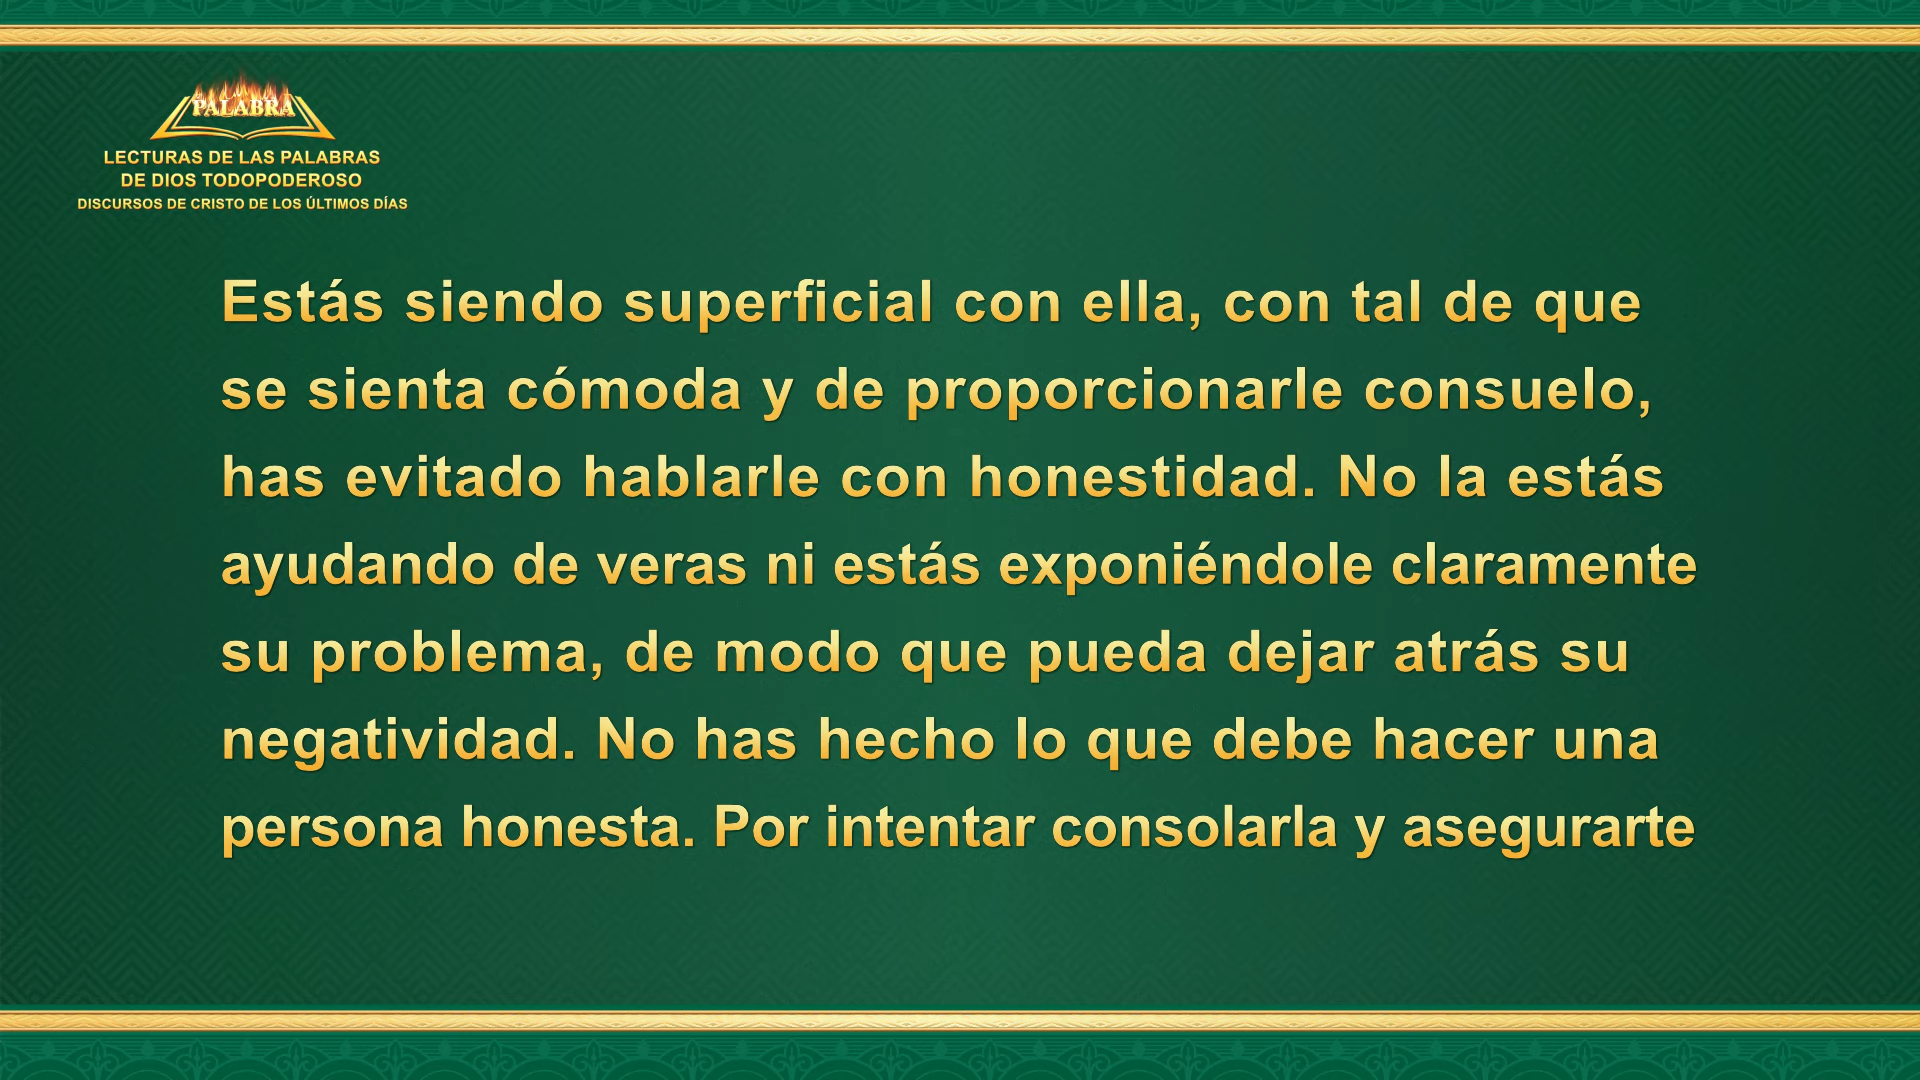 PALABRA
LECTURAS DE LAS PALABRAS
DE DIOS TODOPODEROSO
DISCURSOS DE CRISTO DE LOS ÚLTIMOS DÍAS
Estás siendo superficial con ella, con tal de que
se sienta cómoda y de proporcionarle consuelo,
has evitado hablarle con honestidad. No la estás
ayudando de veras ni estás exponiéndole claramente
su problema, de modo que pueda dejar atrás su
negatividad. No has hecho lo que debe hacer una
persona honesta. Por intentar consolarla y asegurarte